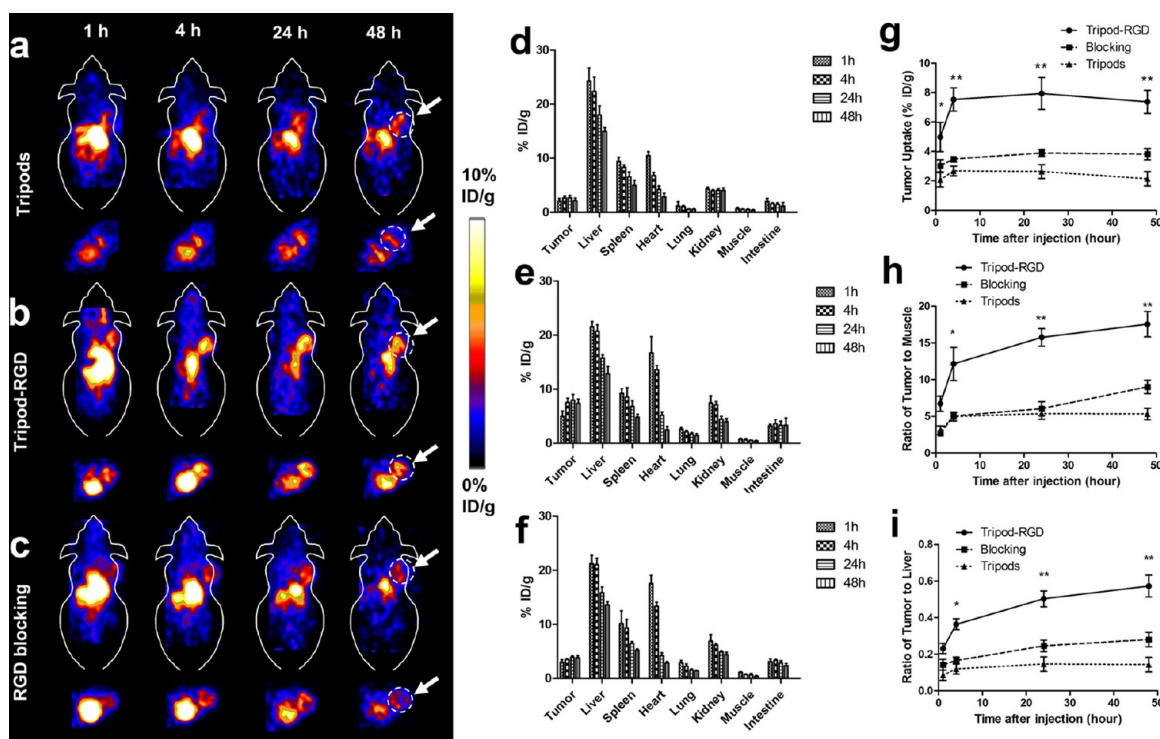 a
1 h
4 h
24 h
48 h
Tripods
b
Tripod-RGD
c
RGD blocking
10%
ID/g
0%
ID/g
d
% ID/g
30
20
10
0
1h
4h
24h
48h
Tumor
Liver
Spleen
Heart
Lung
Kidney
Muscle
Intestine
e
% ID/g
30
20
10
0
1h
4h
24h
48h
Tumor
Liver
Spleen
Heart
Lung
Kidney
Muscle
Intestine
f
% ID/g
30
20
10
0
1h
4h
24h
48h
Tumor
Liver
Spleen
Heart
Lung
Kidney
Muscle
Intestine
g
Tripod-RGD
Blocking
Tripods
Tumor Uptake (% ID/g)
10
8
6
4
2
0
* ** ** **
0 10 20 30 40 50
Time after injection (hour)
h
Tripod-RGD
Blocking
Tripods
Ratio of Tumor to Muscle
20
15
10
5
0
* ** **
0 10 20 30 40 50
Time after injection (hour)
i
Tripod-RGD
Blocking
Tripods
Ratio of Tumor to Liver
0.8
0.6
0.4
0.2
0.0
* ** **
0 10 20 30 40 50
Time after injection (hour)